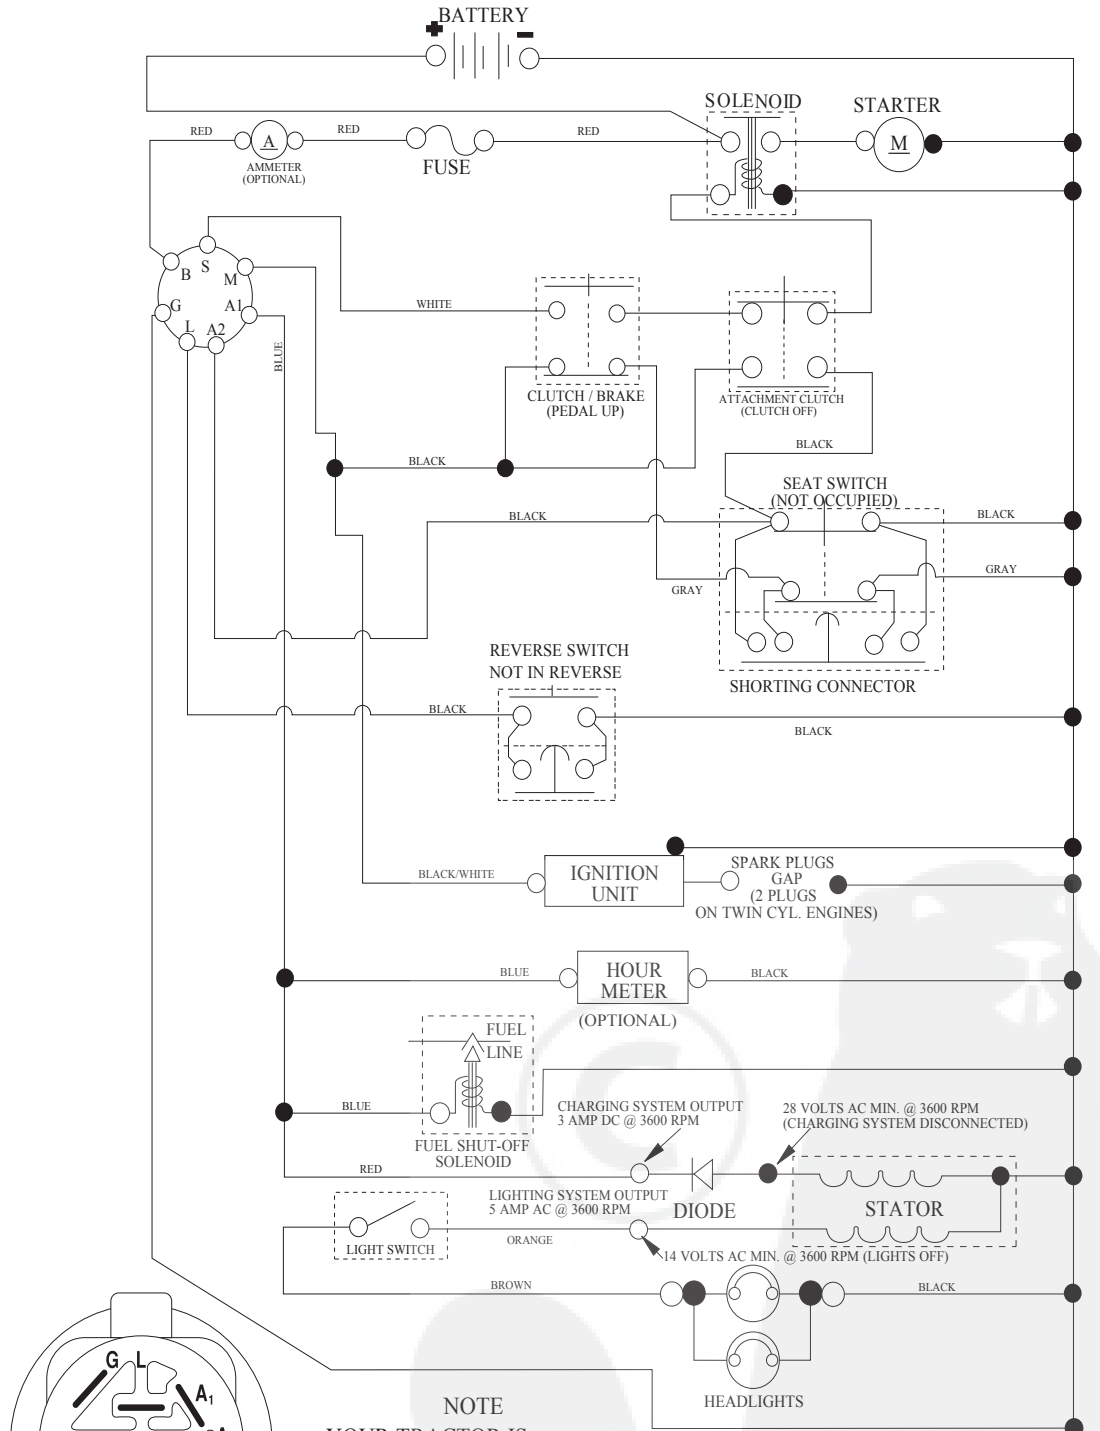 BATTERY
+
-
SOLENOID
STARTER
RED
A
RED
RED
M
AMMETER
(OPTIONAL)
FUSE
B
S
M
G
A1
L
A2
BLUE
WHITE
CLUTCH / BRAKE
(PEDAL UP)
ATTACHMENT CLUTCH
(CLUTCH OFF)
BLACK
BLACK
SEAT SWITCH
(NOT OCCUPIED)
BLACK
BLACK
GRAY
GRAY
SHORTING CONNECTOR
REVERSE SWITCH
NOT IN REVERSE
BLACK
BLACK
BLACK/WHITE
IGNITION
UNIT
SPARK PLUGS
GAP
(2 PLUGS
ON TWIN CYL. ENGINES)
BLUE
HOUR
METER
BLACK
(OPTIONAL)
FUEL
LINE
©
BLUE
FUEL SHUT-OFF
SOLENOID
CHARGING SYSTEM OUTPUT
3 AMP DC @ 3600 RPM
28 VOLTS AC MIN. @ 3600 RPM
(CHARGING SYSTEM DISCONNECTED)
RED
LIGHTING SYSTEM OUTPUT
5 AMP AC @ 3600 RPM
DIODE
STATOR
LIGHT SWITCH
ORANGE
14 VOLTS AC MIN. @ 3600 RPM (LIGHTS OFF)
BROWN
BLACK
HEADLIGHTS
G
L
A1
NOTE
YOUR TRACTOR IS